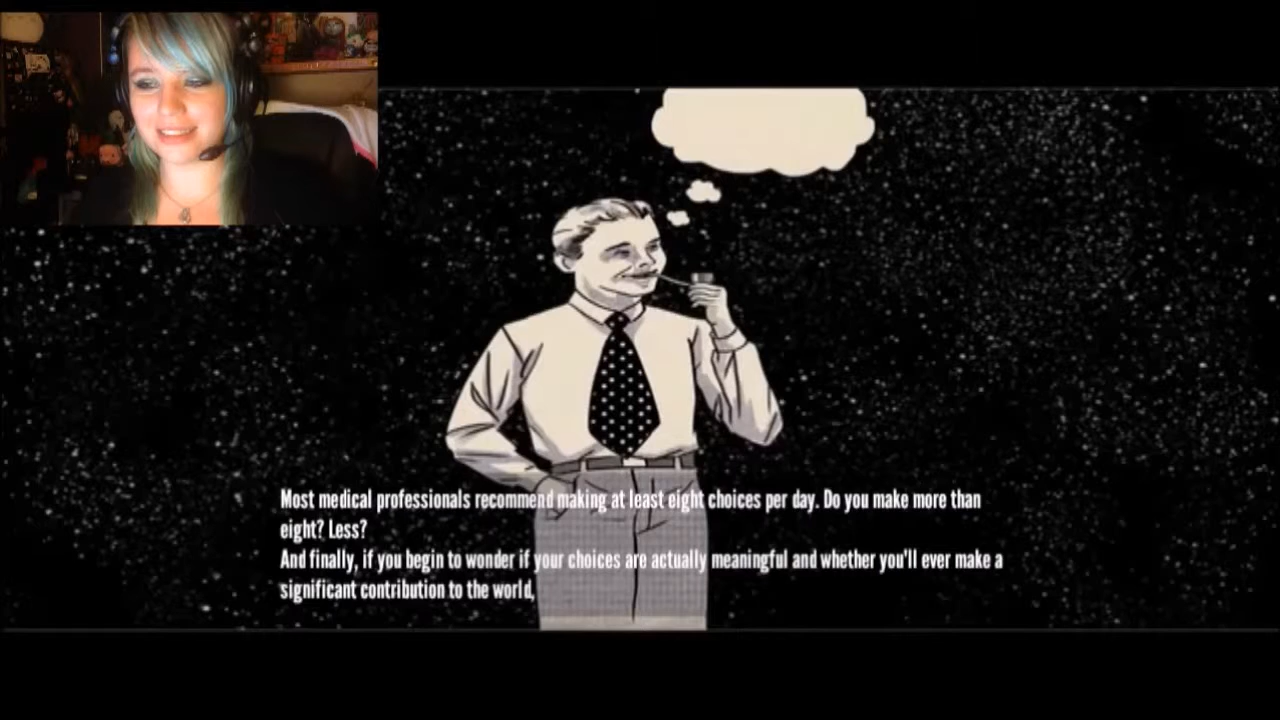 Most medical professionals recommend making at least eight choices per day. Do you make more than
eight? Less?
And finally, if you begin to wonder if your choices are actually meaningful and whether you'll ever make a
significant contribution to the world,